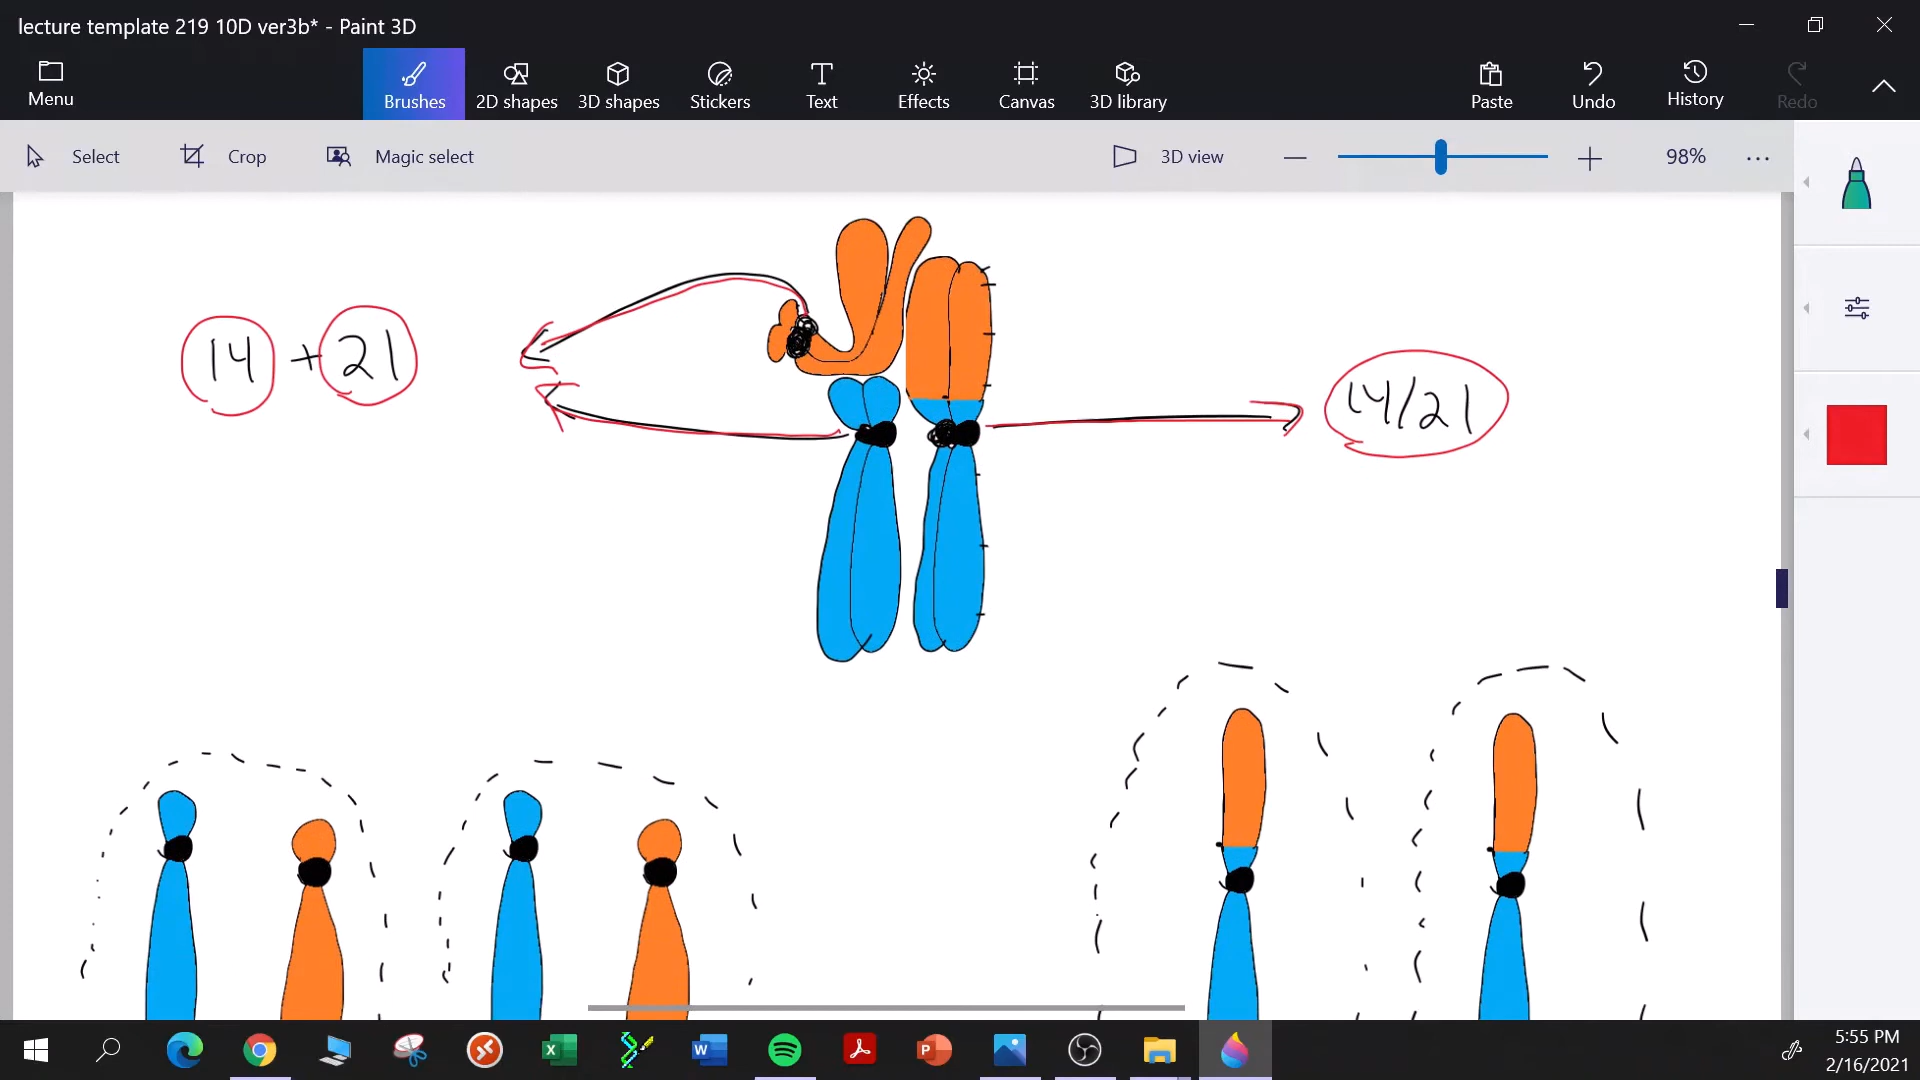 lecture template 219 10D ver3b* - Paint 3D
Menu
Brushes
2D shapes
3D shapes
Stickers
Text
Effects
Canvas
3D library
Paste
Undo
History
Redo
Select
Crop
Magic select
3D view
98%
14 + 21
14/21
5:55 PM
2/16/2021